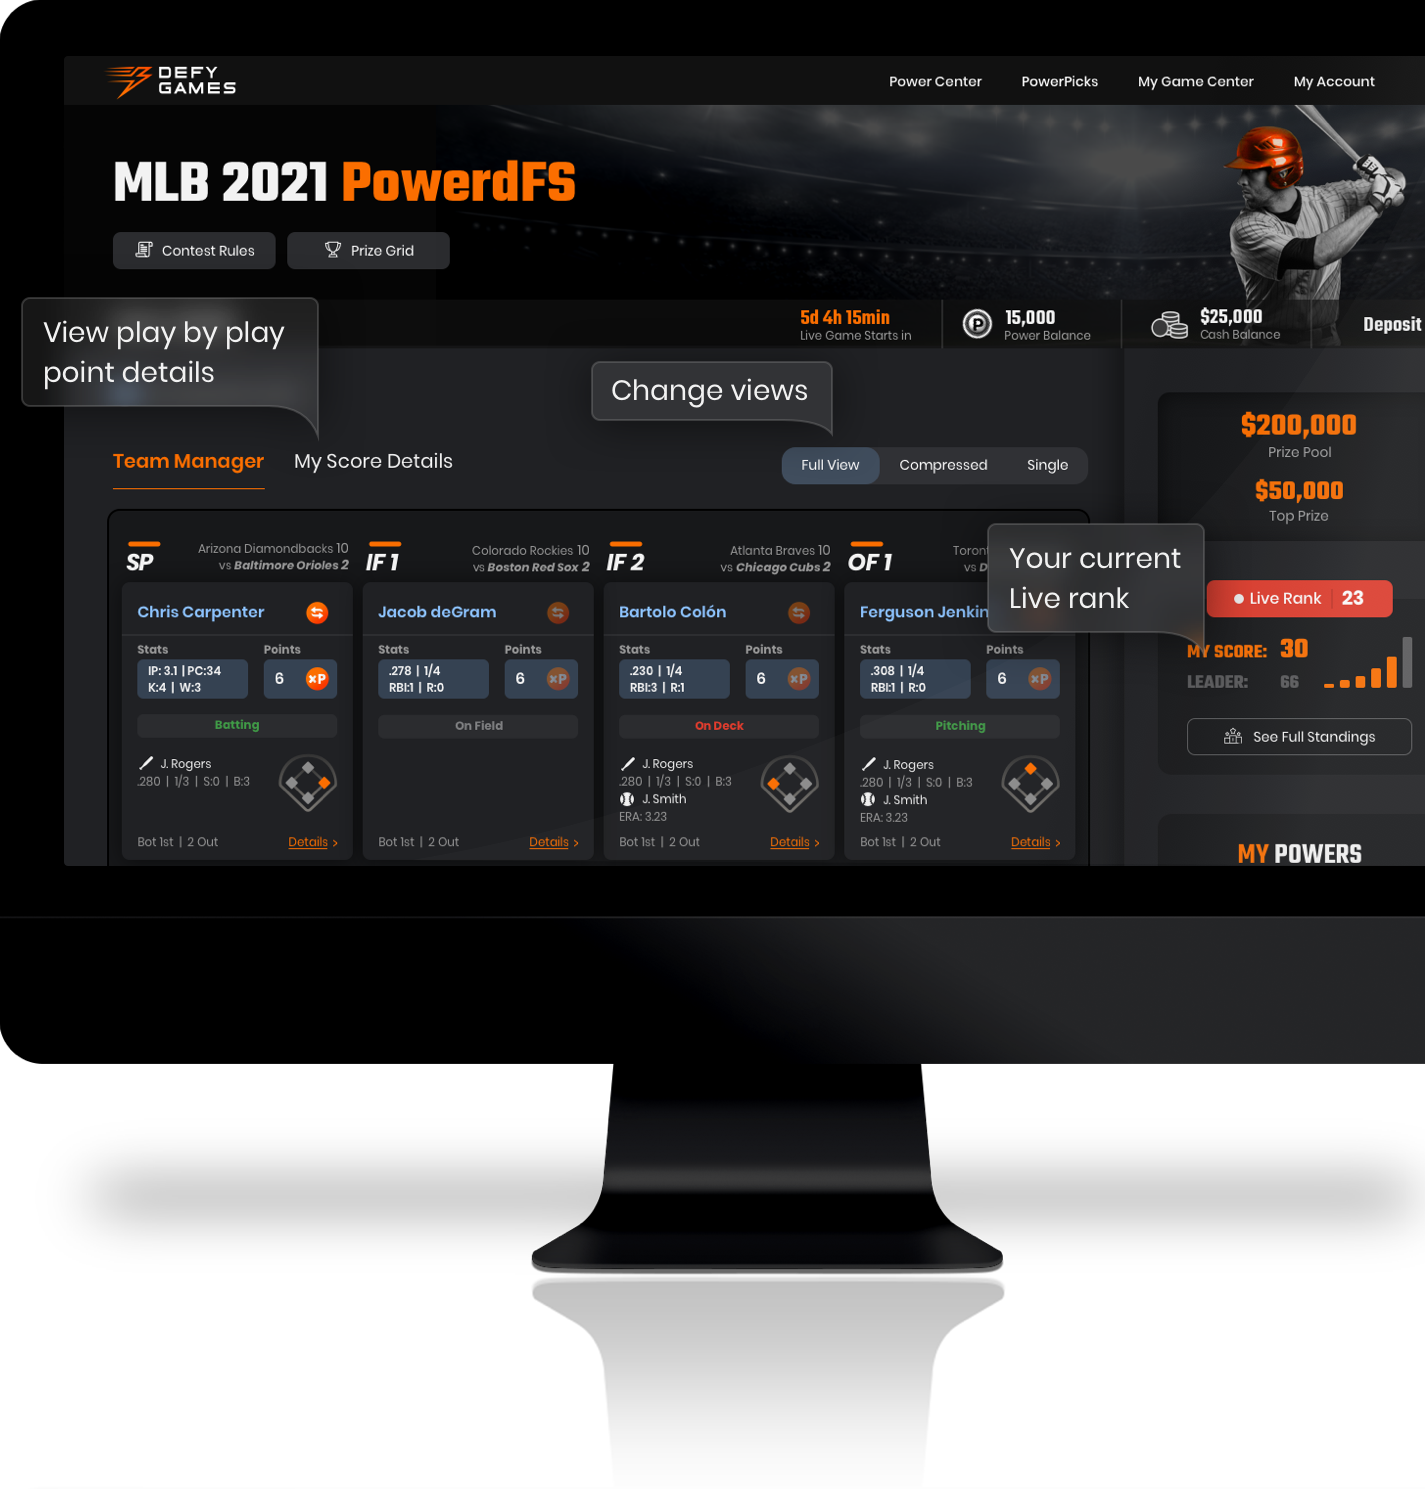 DEFY
GAMES
Power Center
PowerPicks
My Game Center
My Account
MLB 2021 PowerdFS
Contest Rules
Prize Grid
View play by play
point details
5d 4h 15min
Live Game Starts in
15,000
Power Balance
$25,000
Cash Balance
Deposit
Change views
Team Manager
My Score Details
Full View
Compressed
Single
$200,000
Prize Pool
$50,000
Top Prize
SP
Arizona Diamondbacks 10
vs Baltimore Orioles 2
IF 1
Colorado Rockies 10
vs Boston Red Sox 2
IF 2
Atlanta Braves 10
vs Chicago Cubs 2
OF 1
vs
Your current
Live rank
Chris Carpenter
Stats
Points
IP: 3.1 | PC:34
K:4 | W:3
6 xP
Batting
J. Rogers
.280 | 1/3 | S:0 | B:3
Bot 1st | 2 Out
Details >
Jacob deGram
Stats
Points
.278 | 1/4
RBI:1 | R:0
6 xP
On Field
Bot 1st | 2 Out
Details >
Bartolo Colón
Stats
Points
.230 | 1/4
RBI:3 | R:1
6 xP
On Deck
J. Rogers
.280 | 1/3 | S:0 | B:3
J. Smith
ERA: 3.23
Bot 1st | 2 Out
Details >
Ferguson Jenkin
Stats
Points
.308 | 1/4
RBI:1 | R:0
6 xP
Pitching
J. Rogers
.280 | 1/3 | S:0 | B:3
J. Smith
ERA: 3.23
Bot 1st | 2 Out
Details >
Live Rank | 23
MY SCORE: 30
LEADER: 66
See Full Standings
MY POWERS